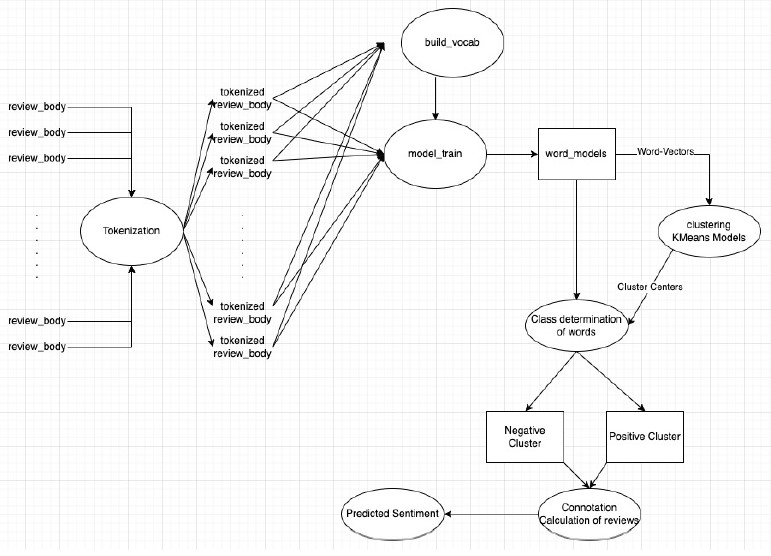 build_vocab
tokenized
review_body
review_body
tokenized
review_body
review_body
model_train
word_models
Word-Vectors
review_body
tokenized
review_body
Tokenization
clustering
KMeans Models
Cluster Centers
tokenized
review_body
Class determination
of words
review_body
tokenized
review_body
review_body
Negative
Cluster
Positive Cluster
Predicted Sentiment
Connotation
Calculation of reviews